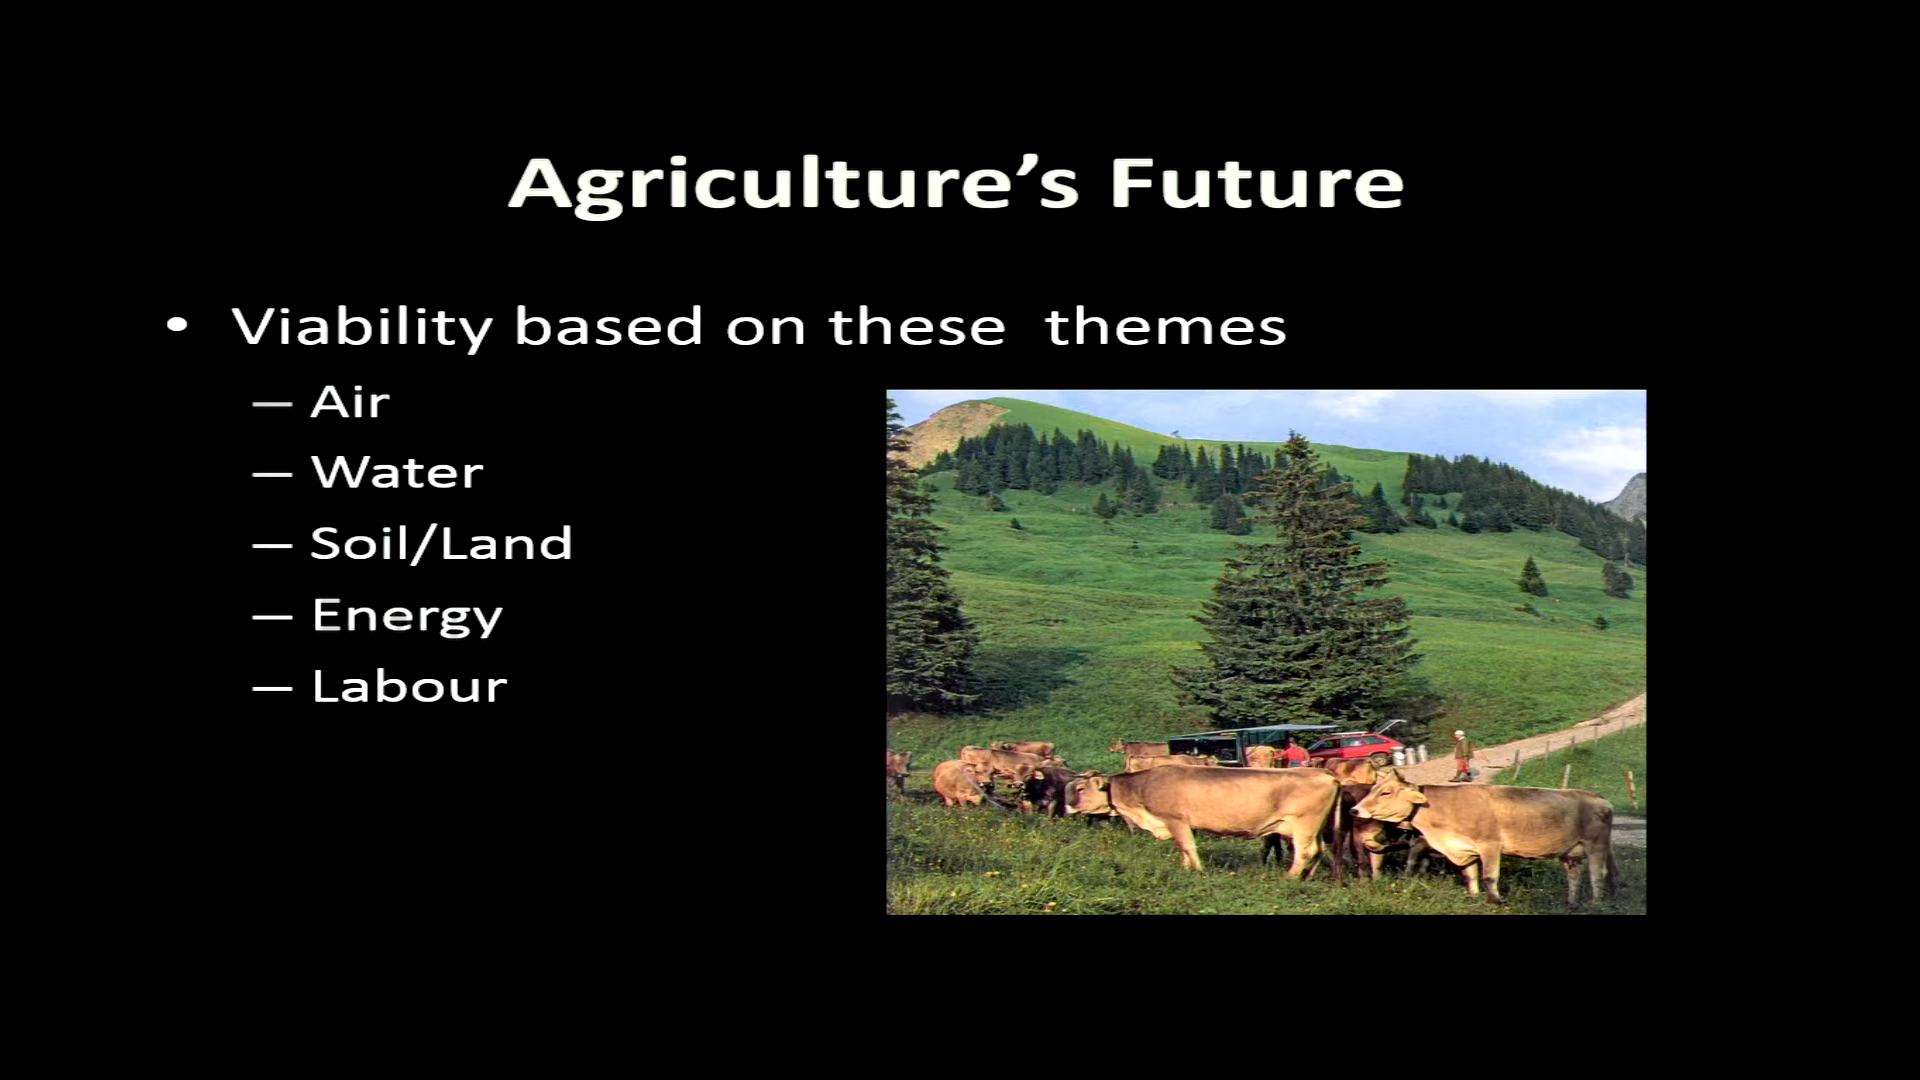 Agriculture’s Future
• Viability based on these  themes
– Air
– Water
– Soil/Land
– Energy
– Labour